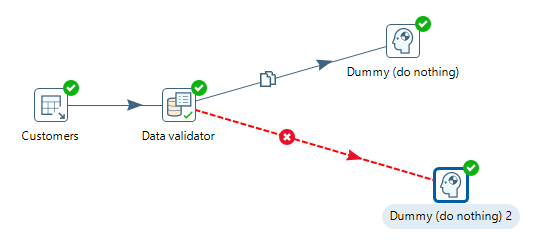 Dummy (do nothing)
Customers
Data validator
Dummy (do nothing) 2